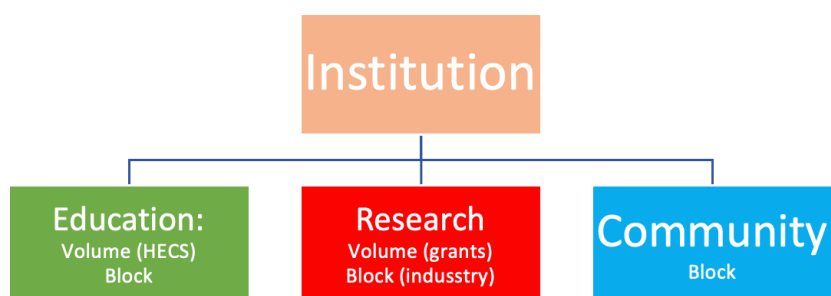 Institution
Education:
Volume (HECS)
Block
Research
Volume (grants)
Block (indusstry)
Community
Block